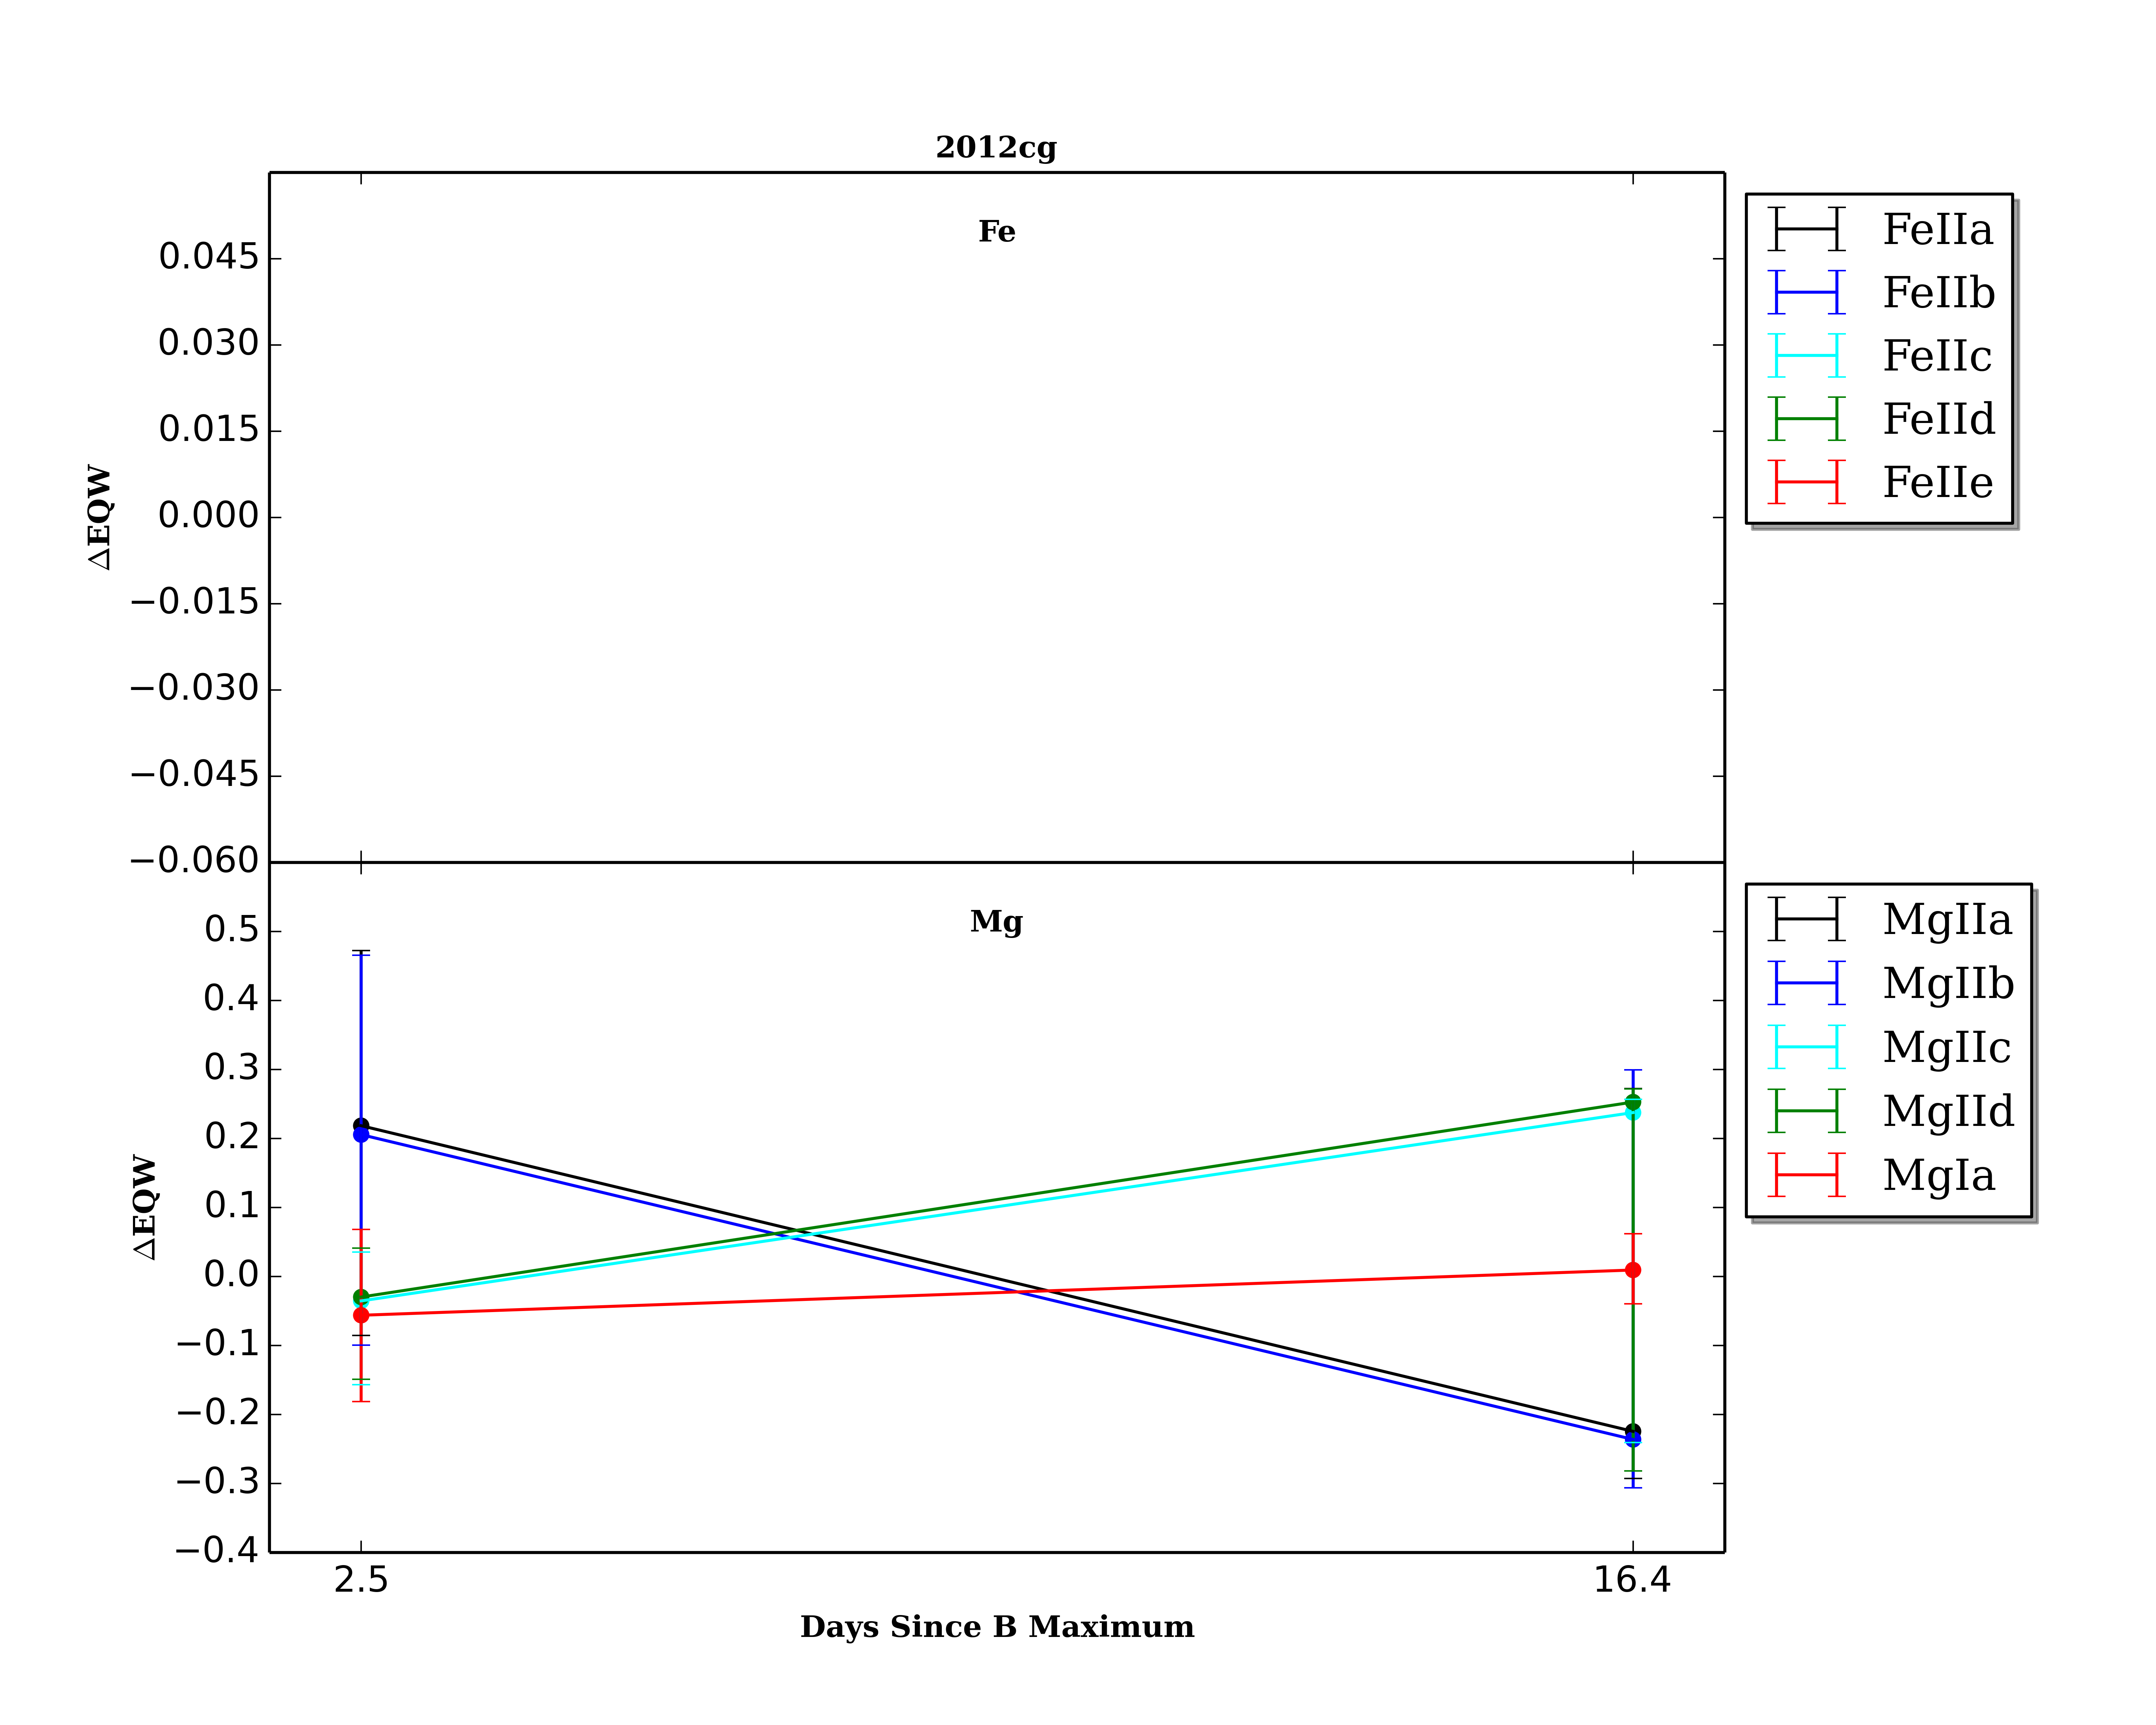 2012cg
Fe
0.045
0.030
0.015
0.000
−0.015
−0.030
−0.045
−0.060
△EQW
FeIIa
FeIIb
FeIIc
FeIId
FeIIe
Mg
0.5
0.4
0.3
0.2
0.1
0.0
−0.1
−0.2
−0.3
−0.4
△EQW
MgIIa
MgIIb
MgIIc
MgIId
MgIa
2.5 16.4
Days Since B Maximum